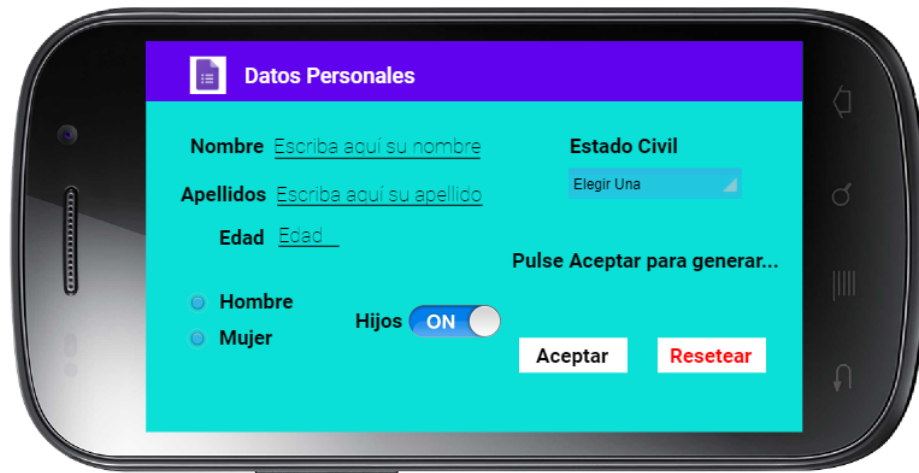 Datos Personales
Nombre Escriba aquí su nombre
Apellidos Escriba aquí su apellido
Edad Edad
Hombre
Mujer
Hijos ON
Estado Civil
Elegir Una
Pulse Aceptar para generar...
Aceptar Resetear